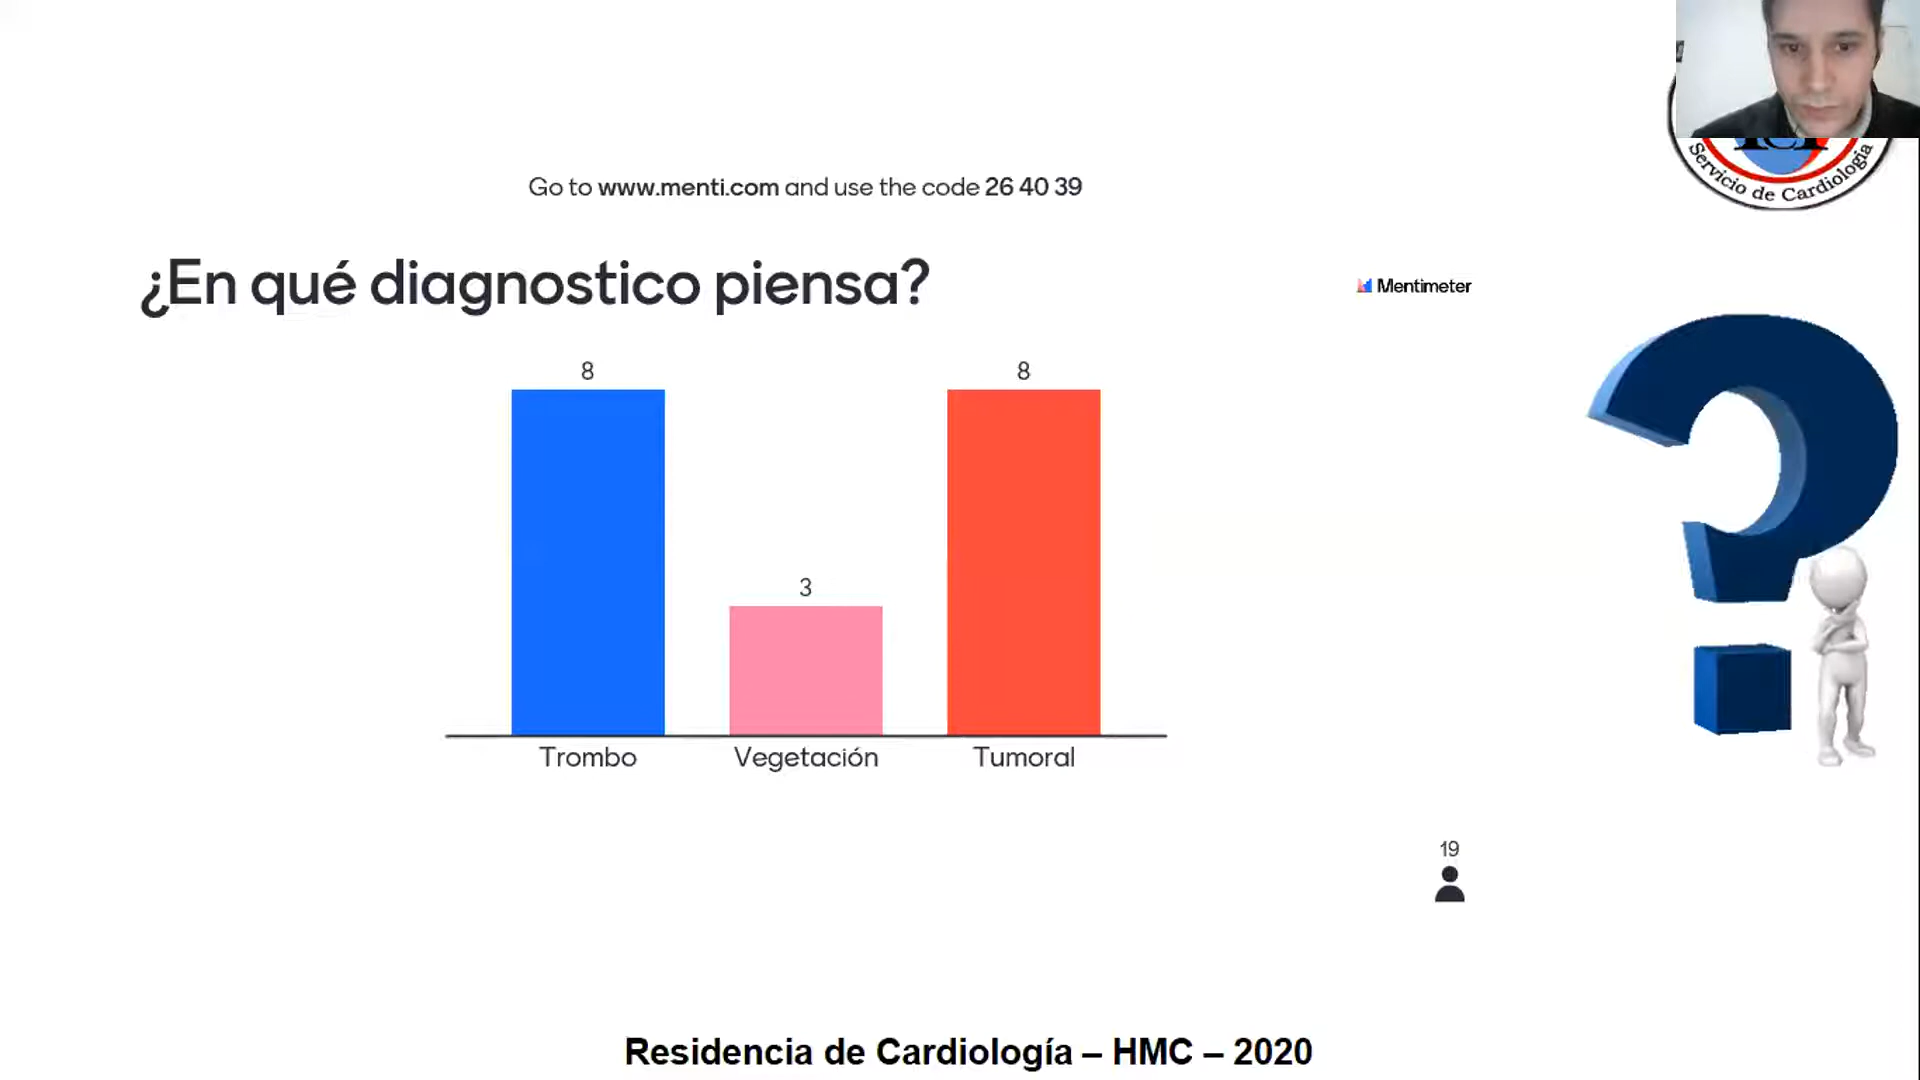 Go to www.menti.com and use the code 26 40 39
Servicio de Cardiología
¿En qué diagnostico piensa?
Mentimeter
8
8
3
Trombo
Vegetación
Tumoral
19
Residencia de Cardiología – HMC – 2020